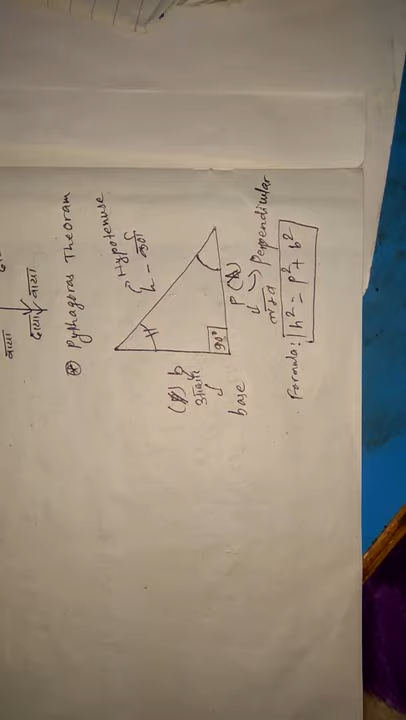 ⊛ Pythagoras Theoram
Hypotenuse
h – कर्ण
b
आधार
base
90°
P
लम्ब
Perpendicular
Formula: h² = p² + b²